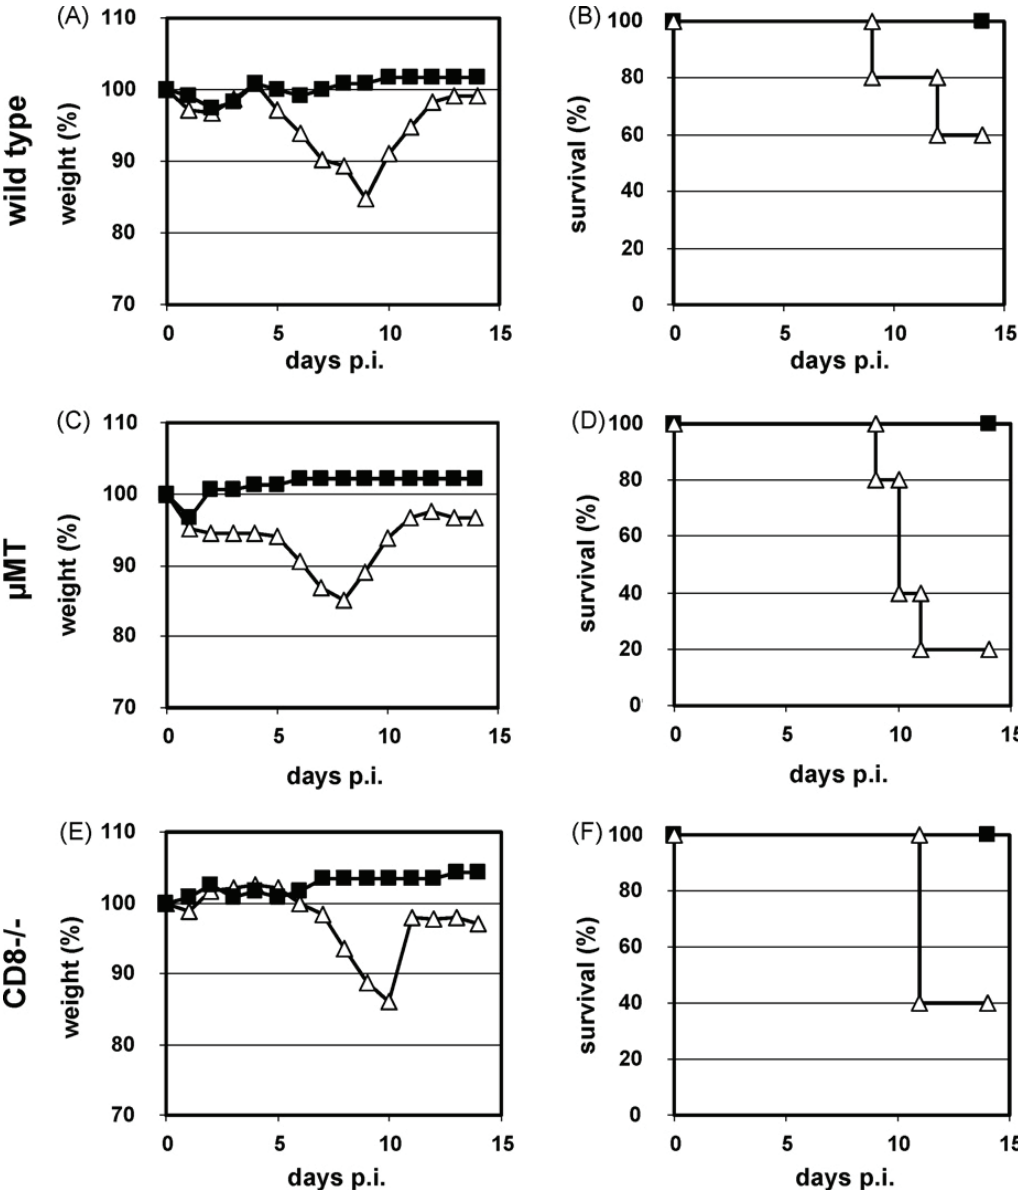 wild type
(A)
110
100
90
80
70
weight (%)
0 5 10 15
days p.i.
(B)
100
80
60
40
20
0
survival (%)
0 5 10 15
days p.i.
µMT
(C)
110
100
90
80
70
weight (%)
0 5 10 15
days p.i.
(D)
100
80
60
40
20
0
survival (%)
0 5 10 15
days p.i.
CD8-/-
(E)
110
100
90
80
70
weight (%)
0 5 10 15
days p.i.
(F)
100
80
60
40
20
0
survival (%)
0 5 10 15
days p.i.